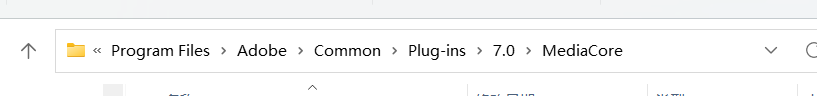 « Program Files > Adobe > Common > Plug-ins > 7.0 > MediaCore